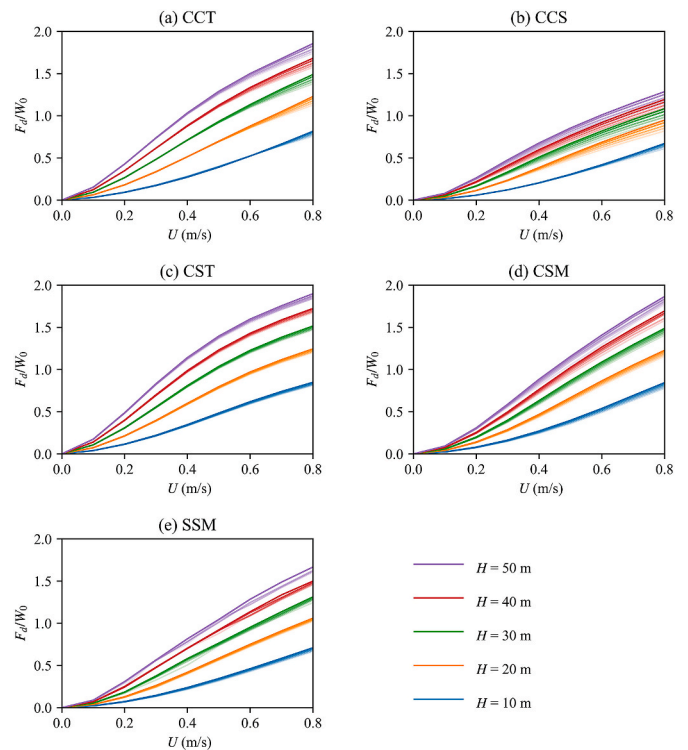 (a) CCT
2.0
1.5
1.0
0.5
0.0
F_d/W_0
0.0 0.2 0.4 0.6 0.8
U (m/s)
(b) CCS
2.0
1.5
1.0
0.5
0.0
F_d/W_0
0.0 0.2 0.4 0.6 0.8
U (m/s)
(c) CST
2.0
1.5
1.0
0.5
0.0
F_d/W_0
0.0 0.2 0.4 0.6 0.8
U (m/s)
(d) CSM
2.0
1.5
1.0
0.5
0.0
F_d/W_0
0.0 0.2 0.4 0.6 0.8
U (m/s)
(e) SSM
2.0
1.5
1.0
0.5
0.0
F_d/W_0
0.0 0.2 0.4 0.6 0.8
U (m/s)
H = 50 m
H = 40 m
H = 30 m
H = 20 m
H = 10 m